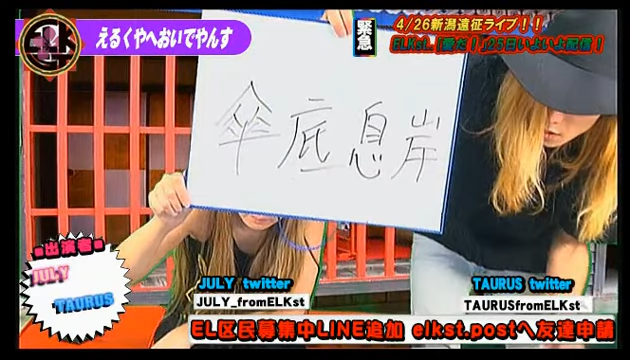 ELK
えるくやへおいでやんす
緊急
4/26新潟遠征ライブ！！
ELKst.「愛だ！」25日いよいよ配信！
傘底息岸
■出演者■
JULY
TAURUS
JULY twitter
JULY_fromELKst
TAURUS twitter
TAURUSfromELKst
EL区民募集中LINE追加 elkst.postへ友達申請